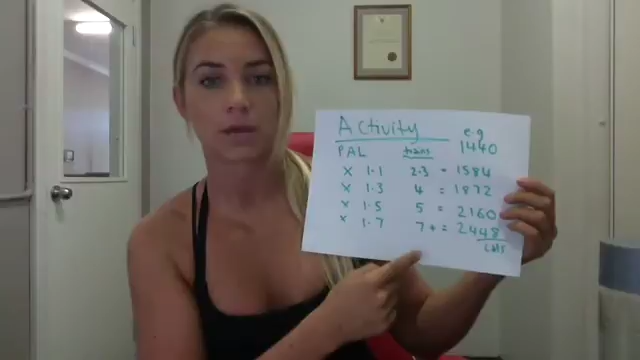 Activity e.g
1440
PAL trains
x 1.1 2-3 = 1584
x 1.3 4 = 1872
x 1.5 5 = 2160
x 1.7 7+ = 2448